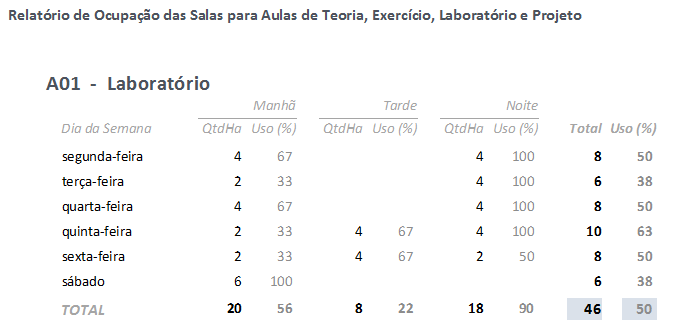 Relatório de Ocupação das Salas para Aulas de Teoria, Exercício, Laboratório e Projeto
A01 - Laboratório
Manhã Tarde Noite
Dia da Semana QtdHa Uso (%) QtdHa Uso (%) QtdHa Uso (%) Total Uso (%)
segunda-feira 4 67 4 100 8 50
terça-feira 2 33 4 100 6 38
quarta-feira 4 67 4 100 8 50
quinta-feira 2 33 4 67 4 100 10 63
sexta-feira 2 33 4 67 2 50 8 50
sábado 6 100 6 38
TOTAL 20 56 8 22 18 90 46 50